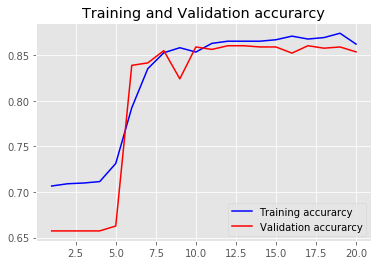 Training and Validation accurarcy
0.85
0.80
0.75
0.70
0.65
2.5 5.0 7.5 10.0 12.5 15.0 17.5 20.0
Training accurarcy
Validation accurarcy